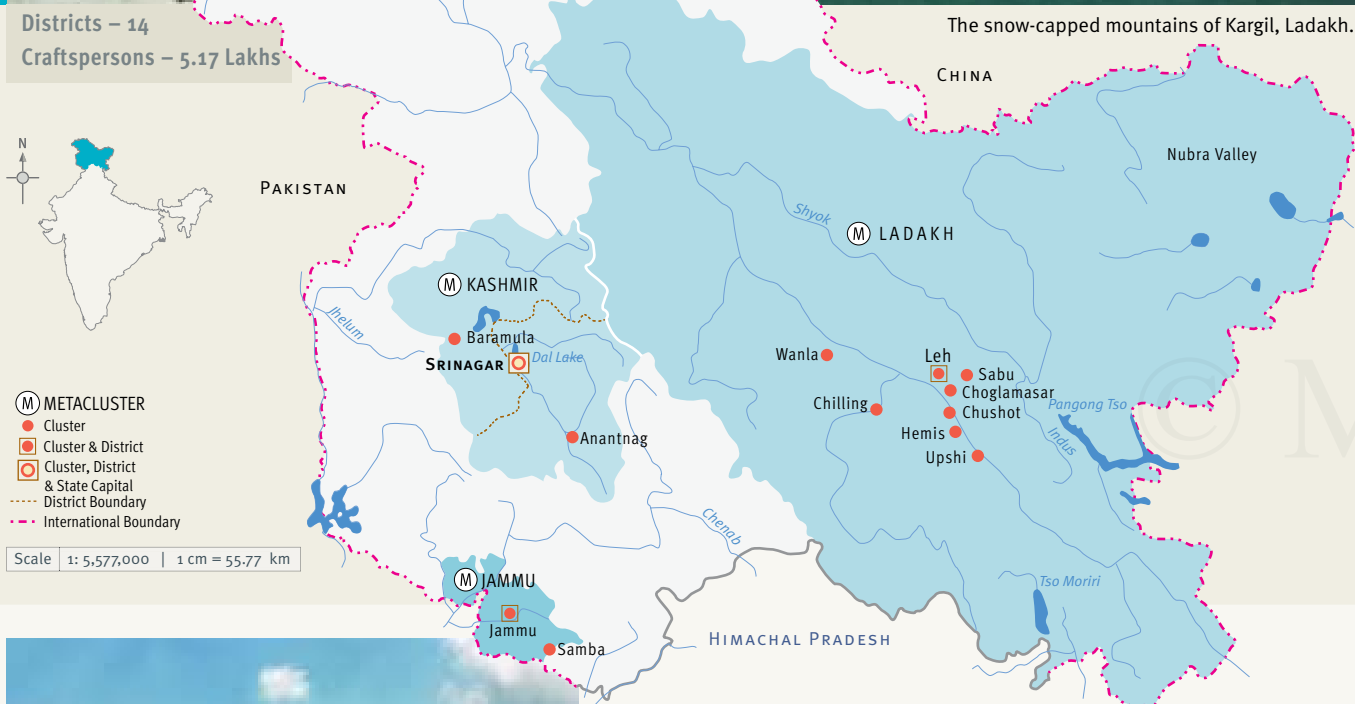 Districts – 14
Craftspersons – 5.17 Lakhs
The snow-capped mountains of Kargil, Ladakh.
CHINA
N
Nubra Valley
PAKISTAN
Shyok
M LADAKH
M KASHMIR
Jhelum
Baramula
SRINAGAR
Dal Lake
Wanla
Leh
Sabu
Choglamasar
Chilling
Chushot
Pangong Tso
Hemis
Indus
Upshi
Anantnag
M METACLUSTER
Cluster
Cluster & District
Cluster, District
& State Capital
District Boundary
International Boundary
Scale 1: 5,577,000 | 1 cm = 55.77 km
Chenab
M JAMMU
Jammu
Samba
Tso Moriri
HIMACHAL PRADESH
© M